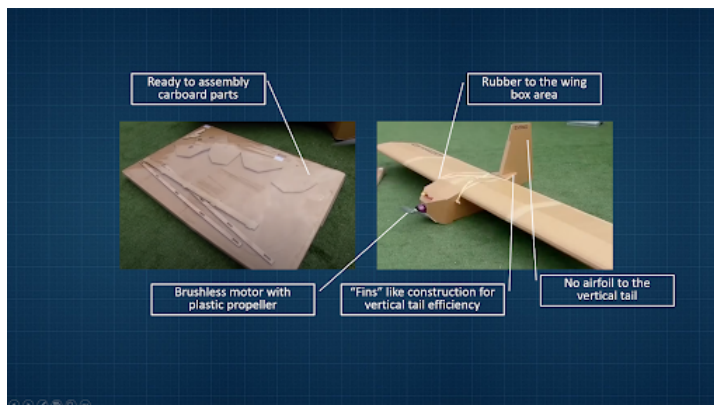 Ready to assembly
carboard parts
Rubber to the wing
box area
Brushless motor with
plastic propeller
"Fins" like construction for
vertical tail efficiency
No airfoil to the
vertical tail